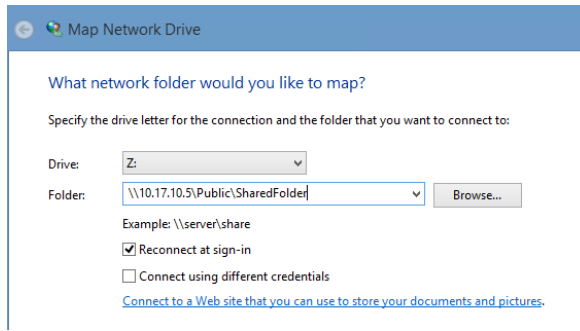 Map Network Drive
What network folder would you like to map?
Specify the drive letter for the connection and the folder that you want to connect to:
Drive: Z:
Folder: \\10.17.10.5\Public\SharedFolder Browse...
Example: \\server\share
Reconnect at sign-in
Connect using different credentials
Connect to a Web site that you can use to store your documents and pictures.